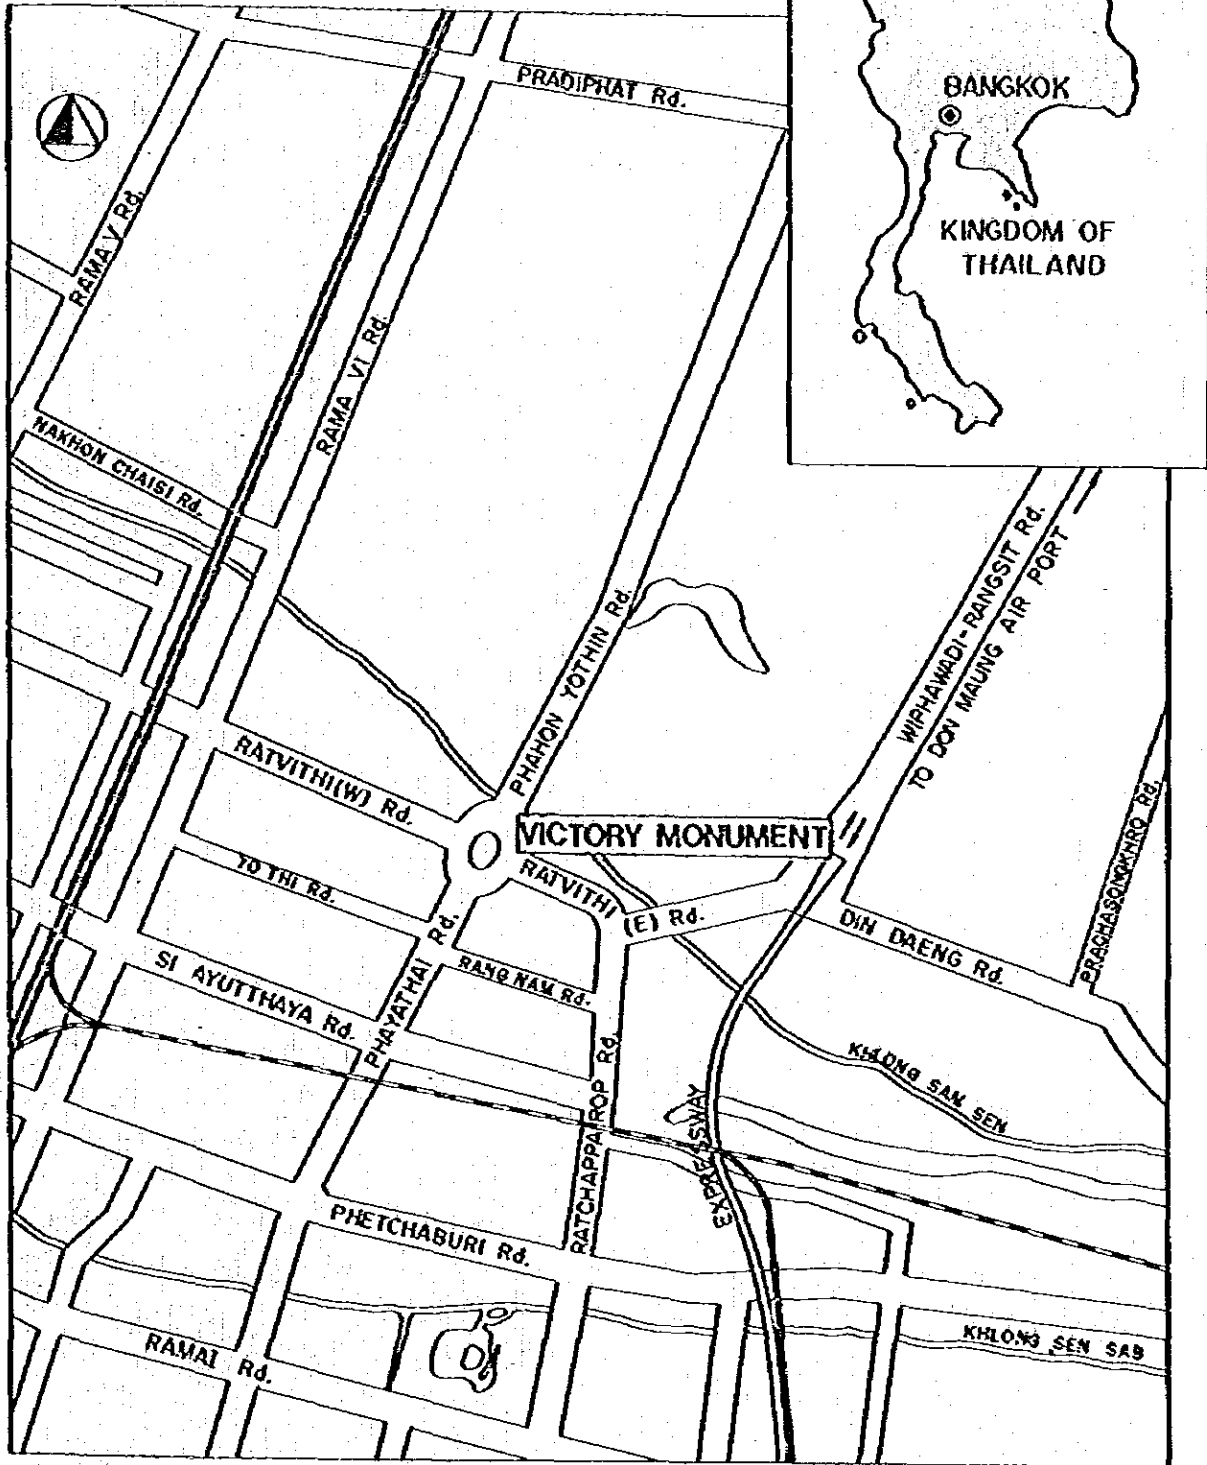 PRADIPHAT Rd.
BANGKOK
KINGDOM OF
THAILAND
RAMA V Rd.
RAMA VI Rd.
NAKHON CHAISI Rd.
WIPHAWADI-RANGSIT Rd.
TO DON MAUNG AIR PORT
PHAHON YOTHIN Rd.
RATVITHI(W) Rd.
VICTORY MONUMENT
PRACHASONGKHRO Rd.
YO THI Rd.
RATVITHI
(E) Rd.
DIN DAENG Rd.
SI AYUTTHAYA Rd.
PHAYATHAI Rd.
RANG NAM Rd.
KHLONG SAM SEN
RATCHAPPAIROP Rd.
EXPRESSWAY
PHETCHABURI Rd.
RAMAI Rd.
KHLONG SEN SAB